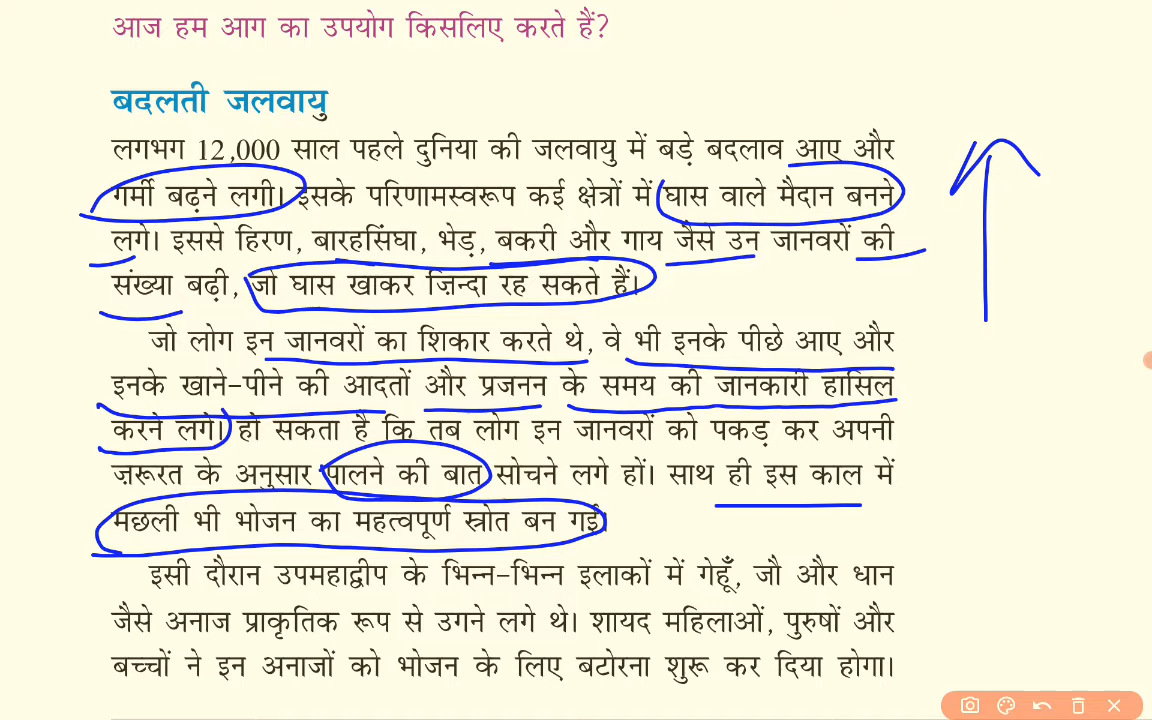 आज हम आग का उपयोग किसलिए करते हैं?
बदलती जलवायु
लगभग 12,000 साल पहले दुनिया की जलवायु में बड़े बदलाव आए और
गर्मी बढ़ने लगी। इसके परिणामस्वरूप कई क्षेत्रों में घास वाले मैदान बनने
लगे। इससे हिरण, बारहसिंघा, भेड़, बकरी और गाय जैसे उन जानवरों की
संख्या बढ़ी, जो घास खाकर ज़िन्दा रह सकते हैं।
जो लोग इन जानवरों का शिकार करते थे, वे भी इनके पीछे आए और
इनके खाने-पीने की आदतों और प्रजनन के समय की जानकारी हासिल
करने लगे। हो सकता है कि तब लोग इन जानवरों को पकड़ कर अपनी
ज़रूरत के अनुसार पालने की बात सोचने लगे हों। साथ ही इस काल में
मछली भी भोजन का महत्वपूर्ण स्रोत बन गई।
इसी दौरान उपमहाद्वीप के भिन्न-भिन्न इलाकों में गेहूँ, जौ और धान
जैसे अनाज प्राकृतिक रूप से उगने लगे थे। शायद महिलाओं, पुरुषों और
बच्चों ने इन अनाजों को भोजन के लिए बटोरना शुरू कर दिया होगा।